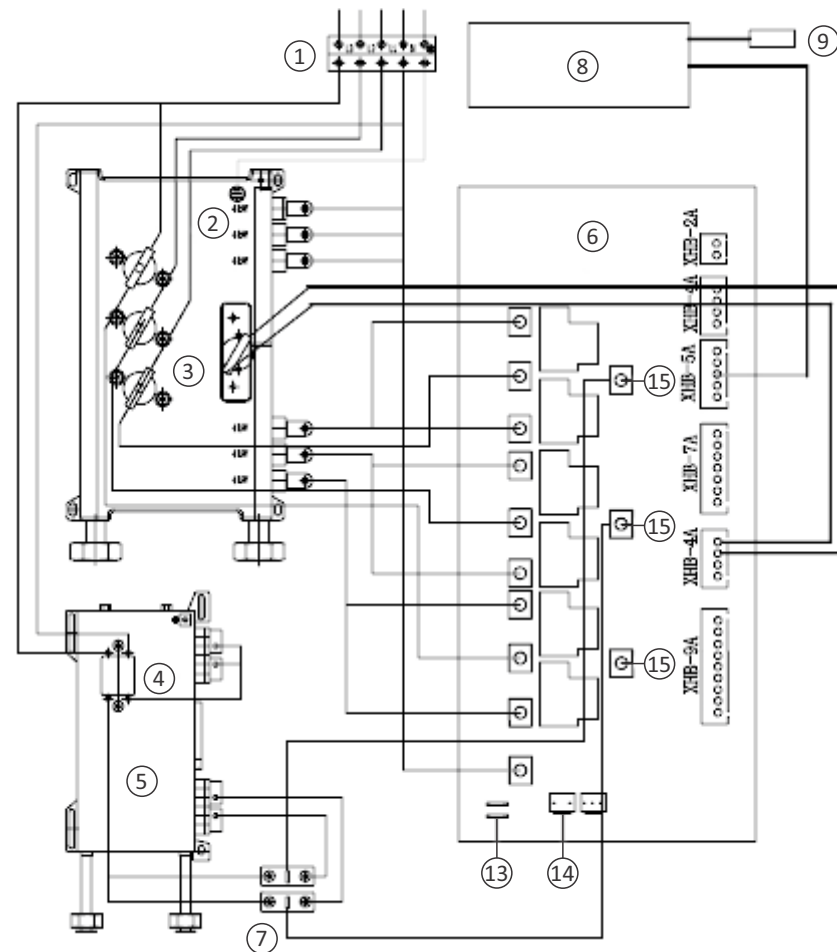 ①
⑨
⑧
②
⑥
XHB-2A
XHB-4A
③
XHB-5A
⑮
XHB-7A
⑮
XHB-4A
④
⑮
XHB-9A
⑤
⑬
⑭
⑦